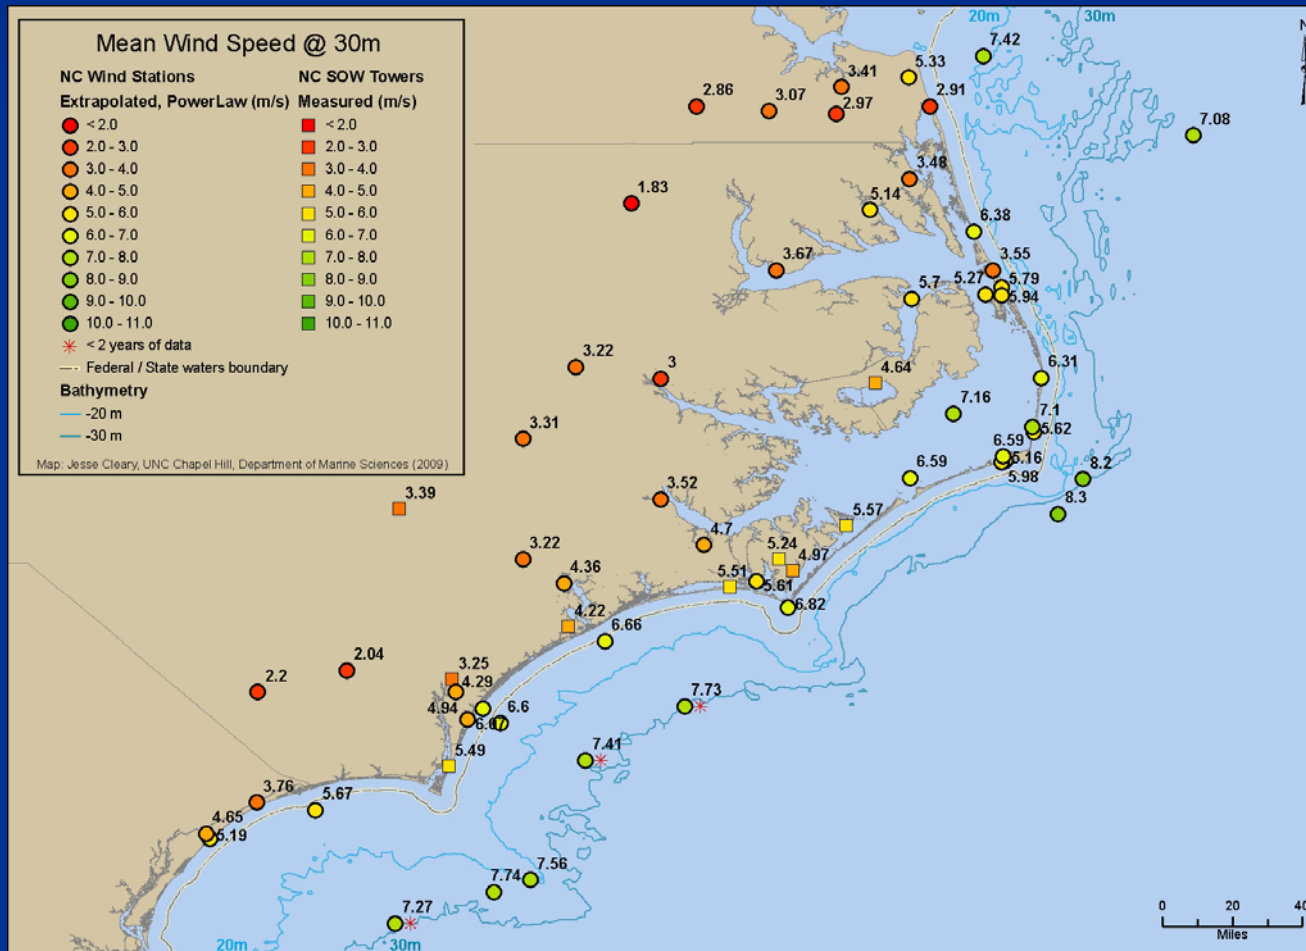 Mean Wind Speed @ 30m
NC Wind Stations
Extrapolated, PowerLaw (m/s)
< 2.0
2.0 - 3.0
3.0 - 4.0
4.0 - 5.0
5.0 - 6.0
6.0 - 7.0
7.0 - 8.0
8.0 - 9.0
9.0 - 10.0
10.0 - 11.0
< 2 years of data
Federal / State waters boundary
Bathymetry
-20 m
-30 m
NC SOW Towers
Measured (m/s)
< 2.0
2.0 - 3.0
3.0 - 4.0
4.0 - 5.0
5.0 - 6.0
6.0 - 7.0
7.0 - 8.0
8.0 - 9.0
9.0 - 10.0
10.0 - 11.0
Map: Jesse Cleary, UNC Chapel Hill, Department of Marine Sciences (2009)
20m
30m
7.42
5.33
3.41
2.86
3.07
2.97
2.91
7.08
3.48
1.83
5.14
6.38
3.67
3.55
5.27
5.79
5.7
5.94
3.22
3
6.31
4.64
7.16
7.1
5.62
3.31
6.59
5.16
5.98
6.59
8.2
8.3
3.39
3.52
5.57
4.7
3.22
5.24
4.97
4.36
5.51
5.61
4.22
6.82
6.66
2.04
2.2
3.25
4.29
7.73
4.94
6.6
7.41
5.49
3.76
5.67
4.65
5.19
7.56
7.74
7.27
20m
30m
0
20
40
Miles